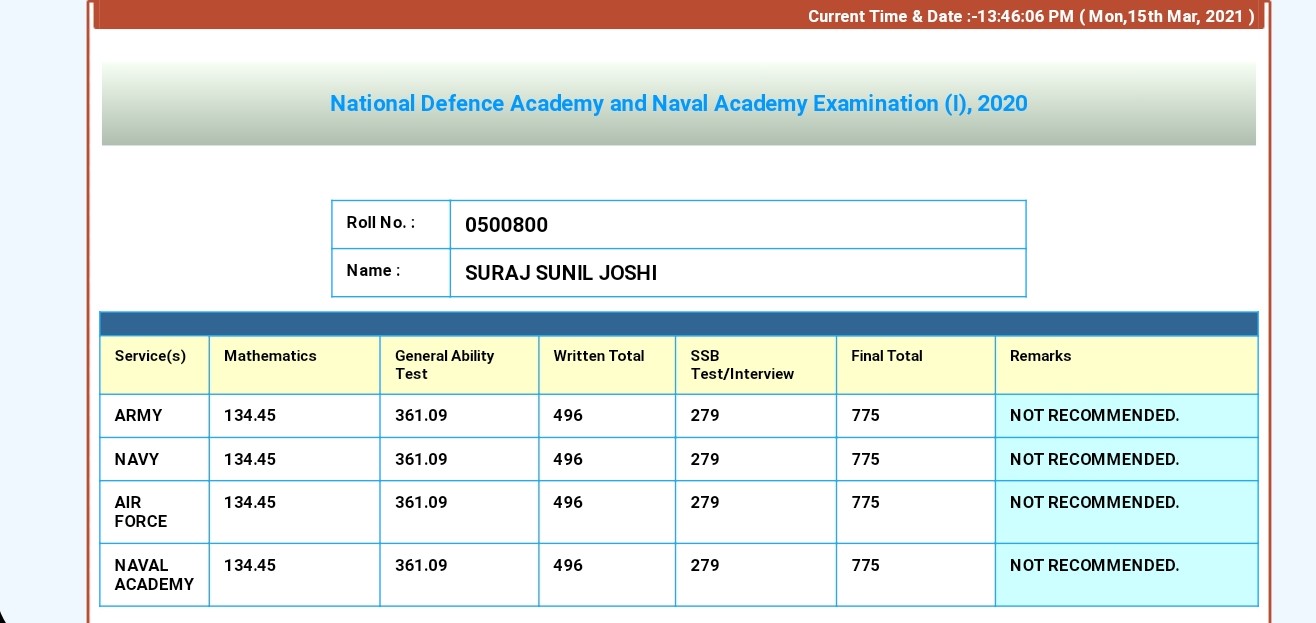 Current Time & Date :-13:46:06 PM ( Mon,15th Mar, 2021 )
National Defence Academy and Naval Academy Examination (I), 2020
Roll No. : 0500800
Name : SURAJ SUNIL JOSHI
Service(s) Mathematics General Ability Test Written Total SSB Test/Interview Final Total Remarks
ARMY 134.45 361.09 496 279 775 NOT RECOMMENDED.
NAVY 134.45 361.09 496 279 775 NOT RECOMMENDED.
AIR FORCE 134.45 361.09 496 279 775 NOT RECOMMENDED.
NAVAL ACADEMY 134.45 361.09 496 279 775 NOT RECOMMENDED.